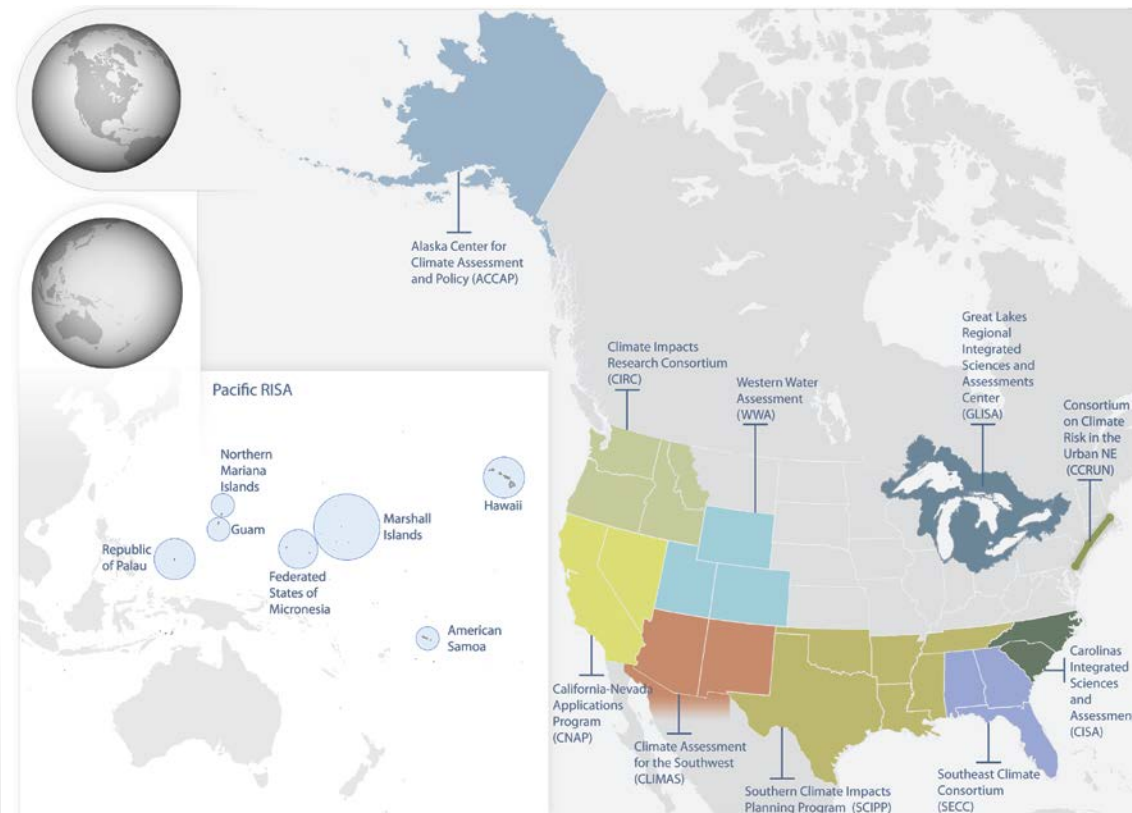 Alaska Center for
Climate Assessment
and Policy (ACCAP)
Great Lakes
Regional
Integrated
Sciences and
Assessments
Center
(GLISA)
Climate Impacts
Research Consortium
(CIRC)
Western Water
Assessment
(WWA)
Consortium
on Climate
Risk in the
Urban NE
(CCRUN)
Pacific RISA
Northern
Mariana
Islands
Guam
Hawaii
Marshall
Islands
Republic
of Palau
Federated
States of
Micronesia
American
Samoa
California-Nevada
Applications
Program
(CNAP)
Climate Assessment
for the Southwest
(CLIMAS)
Southern Climate Impacts
Planning Program (SCIPP)
Southeast Climate
Consortium
(SECC)
Carolinas
Integrated
Sciences
and
Assessmen
(CISA)